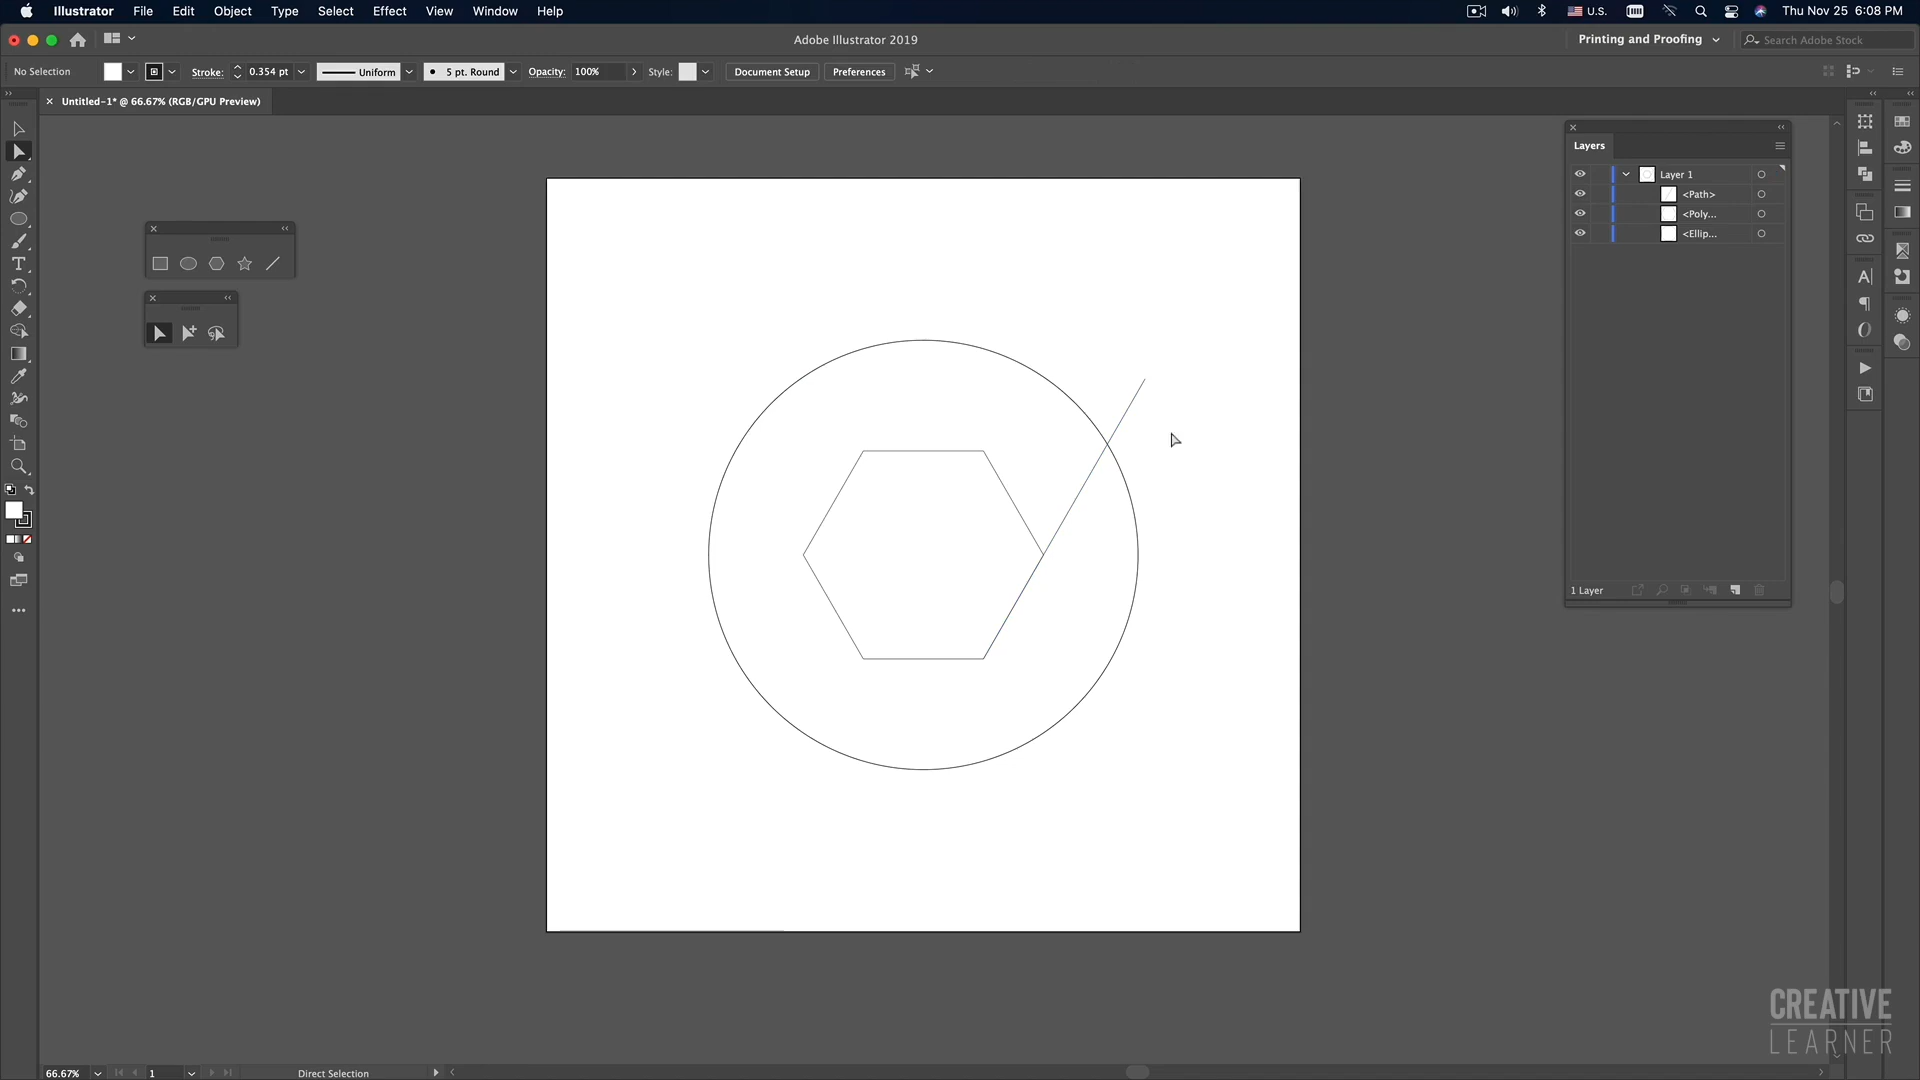 Illustrator File Edit Object Type Select Effect View Window Help U.S. Thu Nov 25 6:08 PM
Adobe Illustrator 2019 Printing and Proofing Search Adobe Stock
No Selection Stroke: 0.354 pt Uniform 5 pt. Round Opacity: 100% Style: Document Setup Preferences
Untitled-1* @ 66.67% (RGB/GPU Preview)
Layers
Layer 1
<Path>
<Poly...
<Ellip...
1 Layer
CREATIVE
LEARNER
66.67% 1 Direct Selection